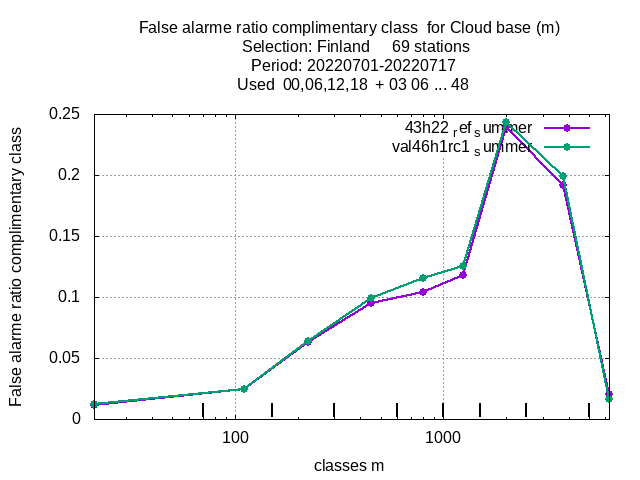 False alarme ratio complimentary class for Cloud base (m)
Selection: Finland 69 stations
Period: 20220701-20220717
Used 00,06,12,18 + 03 06 ... 48
False alarme ratio complimentary class
0.25
0.2
0.15
0.1
0.05
0
43h22 ref summer
val46h1rc1 summer
100
1000
classes m